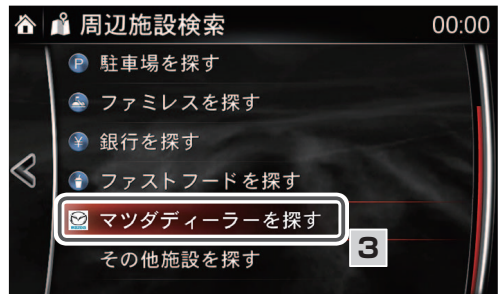 周辺施設検索 00:00
駐車場を探す
ファミレスを探す
銀行を探す
ファストフードを探す
マツダディーラーを探す
3
その他施設を探す